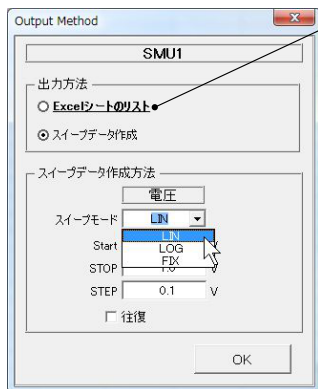 Output Method
SMU1
出力方法
Excelシートのリスト
スイープデータ作成
スイープデータ作成方法
電圧
スイープモード LIN
LIN
Start LOG
FIX
STOP 1.0 V
STEP 0.1 V
往復
OK